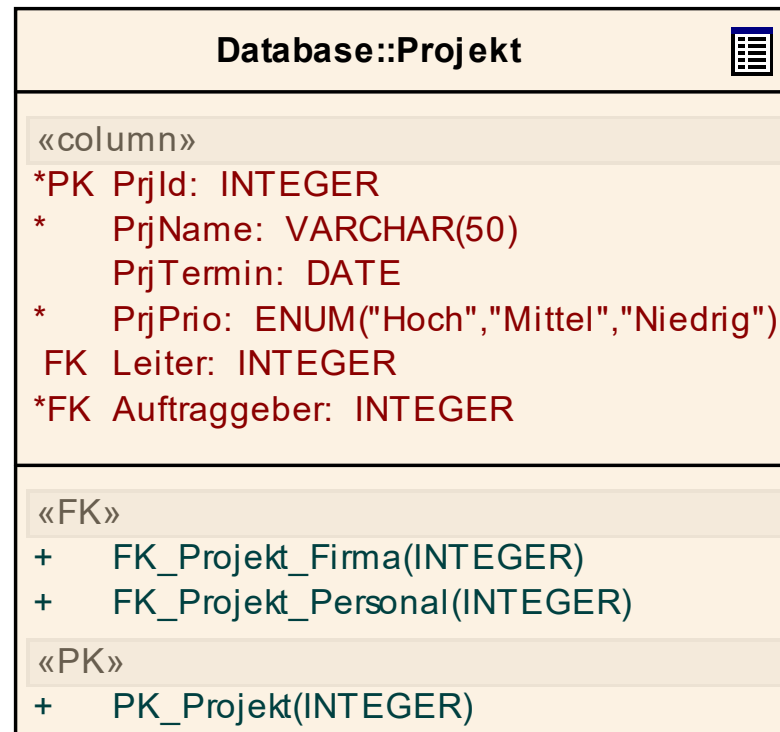 Database::Projekt
«column»
*PK PrjId: INTEGER
* PrjName: VARCHAR(50)
PrjTermin: DATE
* PrjPrio: ENUM("Hoch","Mittel","Niedrig")
FK Leiter: INTEGER
*FK Auftraggeber: INTEGER
«FK»
+ FK_Projekt_Firma(INTEGER)
+ FK_Projekt_Personal(INTEGER)
«PK»
+ PK_Projekt(INTEGER)